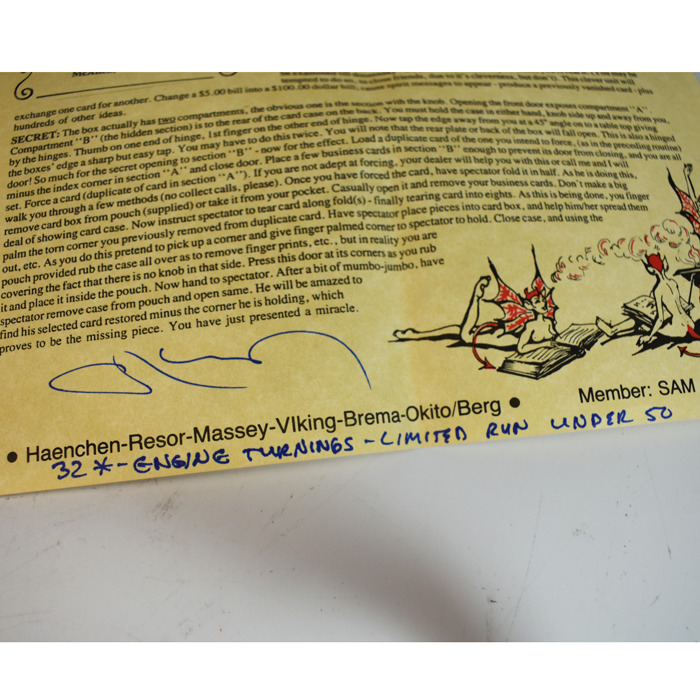 exchange one card for another. Change a $5.00 bill into a $100.00 dollar bill, cause spirit messages to appear - produce a previously vanished card - plus
hundreds of other ideas.
SECRET: The box actually has two compartments, the obvious one is the section with the knob. Opening the front door exposes compartment "A"
Compartment "B" (the hidden section) is to the rear of the card case on the back. You must hold the case in either hand, knob side up and away from you,
by the hinges. Thumb on one end of hinge, 1st finger on the other end of hinge. Now tap the edge away from you at a 45° angle on to a table top giving
the boxes' edge a sharp but easy tap. You may have to do this twice. You will note that the rear plate or back of the box will fall open. This is also a hinged
door! So much for the secret opening to section "B" - now for the effect. Load a duplicate card of the one you intend to force, (as in the preceding routine)
minus the index corner in section "A" and close door. Place a few business cards in section "B" enough to prevent its door from closing, and you are all
set. Force a card (duplicate of card in section "A"). If you are not adept at forcing, your dealer will help you with this or call me and I will
walk you through a few methods (no collect calls, please). Once you have forced the card, have spectator fold it in half. As he is doing this,
remove card box from pouch (supplied) or take it from your pocket. Casually open it and remove your business cards. Don't make a big
deal of showing card case. Now instruct spectator to tear card along fold(s) - finally tearing card into eights. As this is being done, you finger
palm the torn corner you previously removed from duplicate card. Have spectator place pieces into card box, and help him/her spread them
out, etc. As you do this pretend to pick up a corner and give finger palmed corner to spectator to hold. Close case, and using the
pouch provided rub the case all over as to remove finger prints, etc., but in reality you are
covering the fact that there is no knob in that side. Press this door at its corners as you rub
it and place it inside the pouch. Now hand to spectator. After a bit of mumbo-jumbo, have
spectator remove case from pouch and open same. He will be amazed to
find his selected card restored minus the corner he is holding, which
proves to be the missing piece. You have just presented a miracle.
• Haenchen-Resor-Massey-VIking-Brema-Okito/Berg •
Member: SAM
32 *- ENGINE TURNINGS - LIMITED RUN UNDER 50